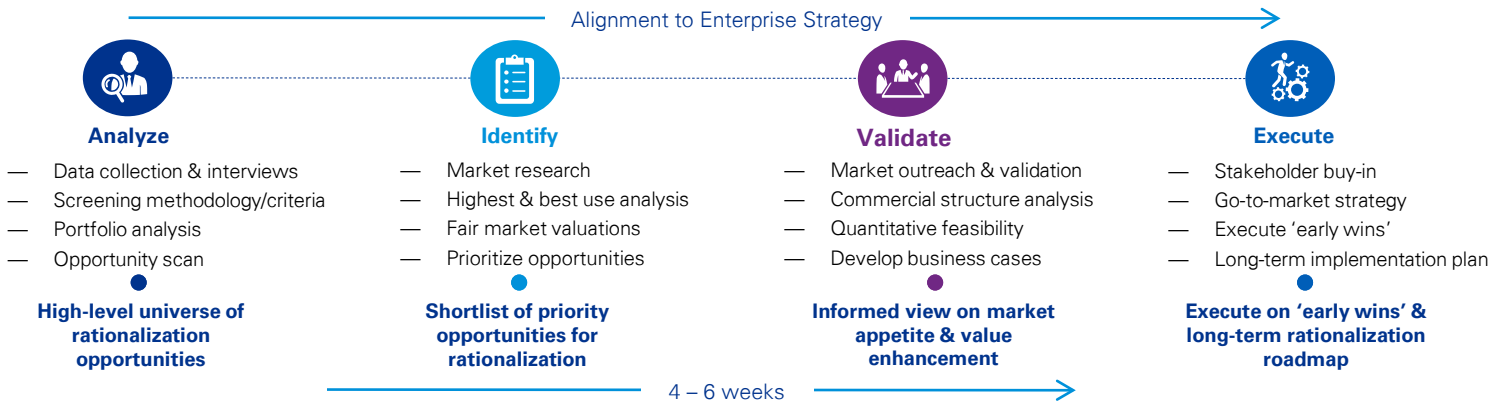 Alignment to Enterprise Strategy
Analyze
— Data collection & interviews
— Screening methodology/criteria
— Portfolio analysis
— Opportunity scan
High-level universe of
rationalization
opportunities
Identify
— Market research
— Highest & best use analysis
— Fair market valuations
— Prioritize opportunities
Shortlist of priority
opportunities for
rationalization
Validate
— Market outreach & validation
— Commercial structure analysis
— Quantitative feasibility
— Develop business cases
Informed view on market
appetite & value
enhancement
Execute
— Stakeholder buy-in
— Go-to-market strategy
— Execute ‘early wins’
— Long-term implementation plan
Execute on ‘early wins’ &
long-term rationalization
roadmap
4 – 6 weeks